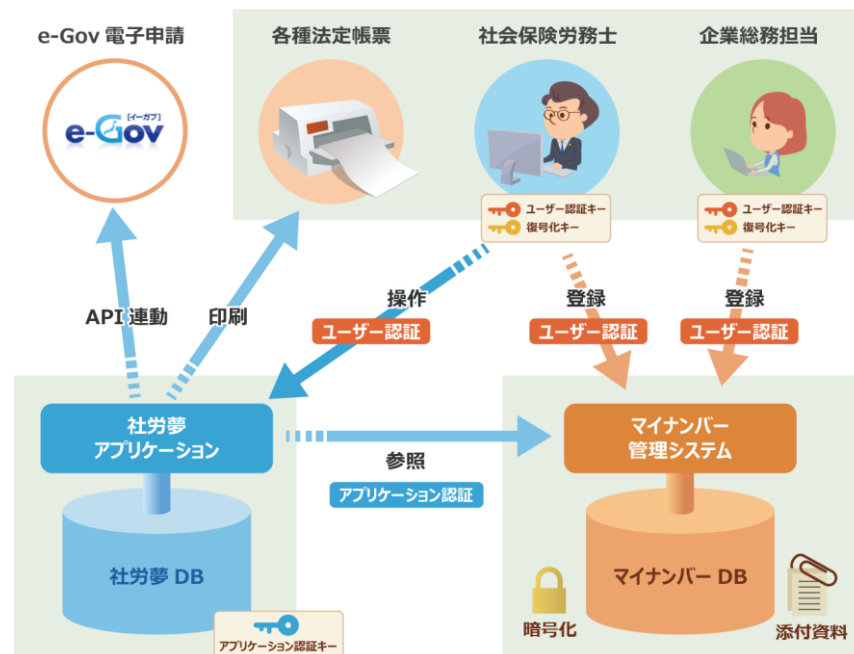 e-Gov 電子申請
各種法定帳票
社会保険労務士
企業総務担当
[イーガブ]
e-Gov
ユーザー認証キー
復号化キー
ユーザー認証キー
復号化キー
API 連動
印刷
操作
ユーザー認証
登録
ユーザー認証
登録
ユーザー認証
社労夢
アプリケーション
参照
アプリケーション認証
マイナンバー
管理システム
社労夢 DB
マイナンバー DB
暗号化
添付資料
アプリケーション認証キー